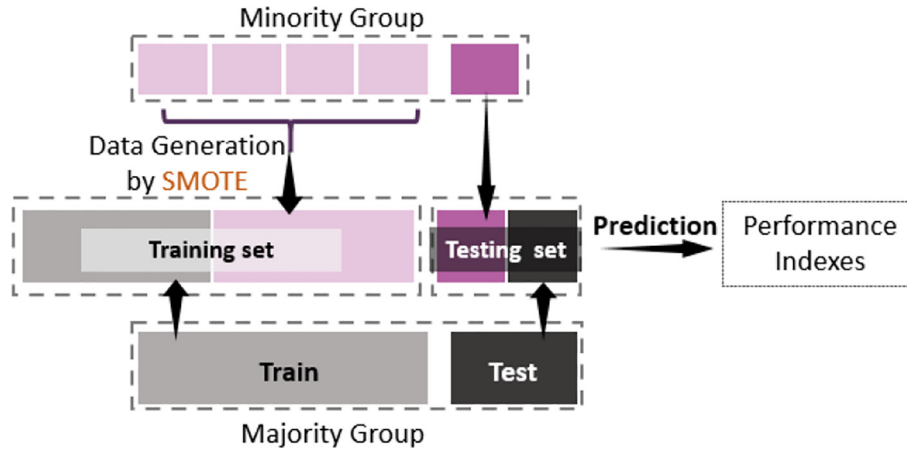 Minority Group
Data Generation
by SMOTE
Training set
Testing set
Prediction
Performance
Indexes
Train
Test
Majority Group